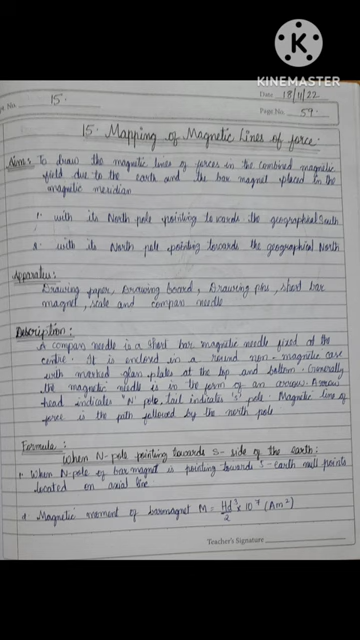 KINEMASTER
Date 18/11/22
No. 15.
Page No. 59.
15. Mapping of Magnetic Lines of force.
Aim: To draw the magnetic lines of forces in the combined magnetic
field due to the earth and the bar magnet placed in the
magnetic meridian
1. with its North pole pointing towards the geographical South
2. with its North pole pointing towards the geographical North
Apparatus:
Drawing paper, Drawing board, Drawing pins, short bar
magnet, scale and compass needle
Description:
A compass needle is a short bar magnetic needle fixed at the
centre. It is enclosed in a round non-magnetic case
with marked glass plates at the top and bottom. Generally
the magnetic needle is in the form of an arrow. Arrow
head indicates 'N' pole, tail indicates 's' pole. Magnetic line of
force is the path followed by the north pole
Formula:
When N-pole pointing towards S- side of the earth:
When N-pole of bar magnet is pointing towards S-earth null points
located on axial line
Magnetic moment of barmagnet M = Hd³/2 × 10⁷ (Am²)
Teacher's Signature